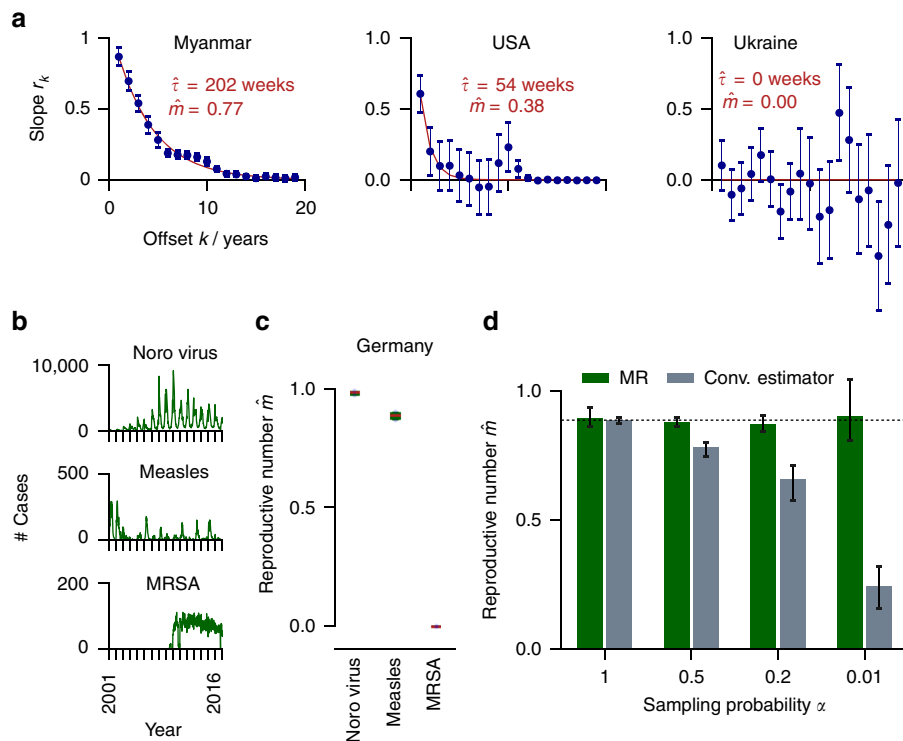 a
Myanmar
USA
Ukraine
Slope r_k
1
0.5
0
τ̂ = 202 weeks
m̂ = 0.77
0
10
20
Offset k / years
1.0
0.5
0.0
τ̂ = 54 weeks
m̂ = 0.38
1.0
0.5
0.0
τ̂ = 0 weeks
m̂ = 0.00
b
Noro virus
10,000
0
Measles
500
0
MRSA
200
0
# Cases
2001
2016
Year
c
Germany
Reproductive number m̂
1.0
0.5
0.0
Noro virus
Measles
MRSA
d
MR
Conv. estimator
Reproductive number m̂
1.0
0.5
0.0
1
0.5
0.2
0.01
Sampling probability α